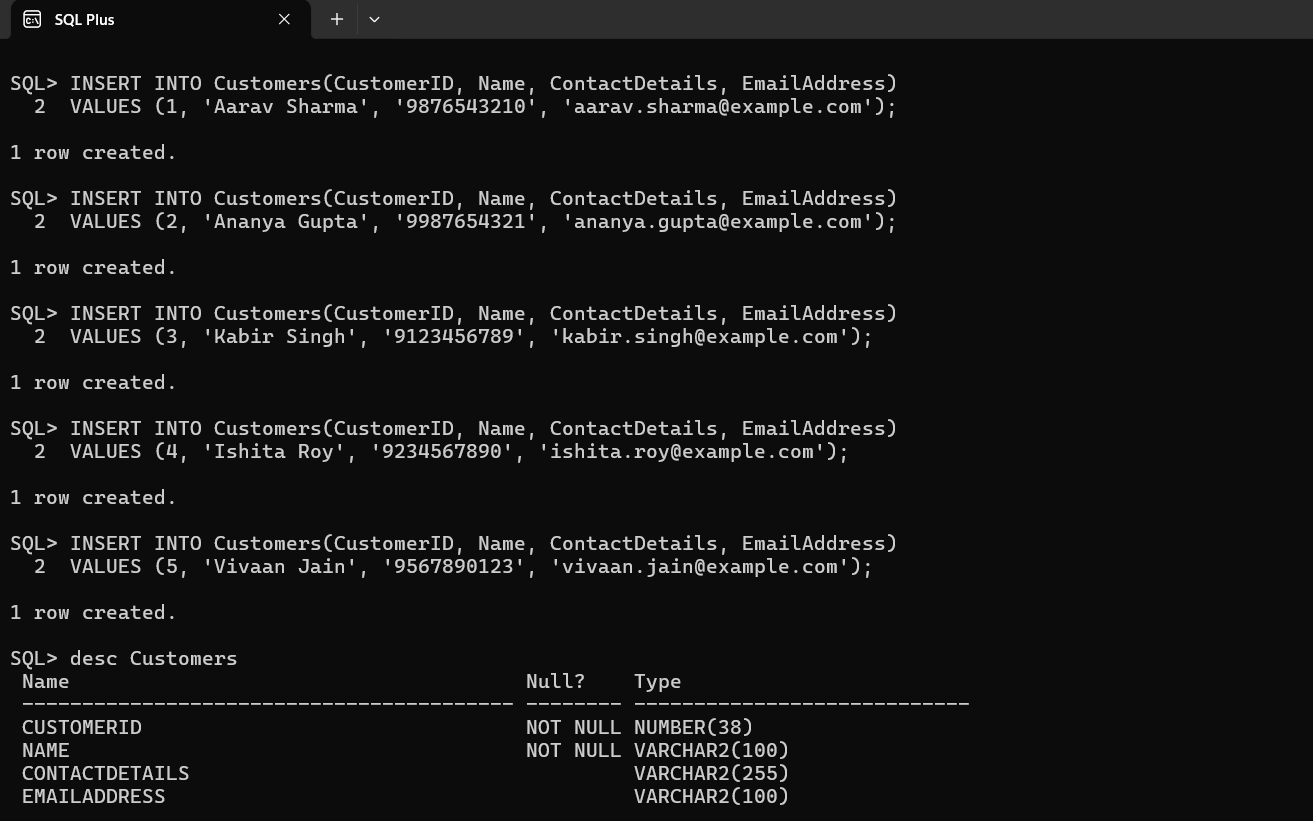 SQL Plus
SQL> INSERT INTO Customers(CustomerID, Name, ContactDetails, EmailAddress)
  2  VALUES (1, 'Aarav Sharma', '9876543210', 'aarav.sharma@example.com');
1 row created.
SQL> INSERT INTO Customers(CustomerID, Name, ContactDetails, EmailAddress)
  2  VALUES (2, 'Ananya Gupta', '9987654321', 'ananya.gupta@example.com');
1 row created.
SQL> INSERT INTO Customers(CustomerID, Name, ContactDetails, EmailAddress)
  2  VALUES (3, 'Kabir Singh', '9123456789', 'kabir.singh@example.com');
1 row created.
SQL> INSERT INTO Customers(CustomerID, Name, ContactDetails, EmailAddress)
  2  VALUES (4, 'Ishita Roy', '9234567890', 'ishita.roy@example.com');
1 row created.
SQL> INSERT INTO Customers(CustomerID, Name, ContactDetails, EmailAddress)
  2  VALUES (5, 'Vivaan Jain', '9567890123', 'vivaan.jain@example.com');
1 row created.
SQL> desc Customers
 Name                                      Null?    Type
 ----------------------------------------- -------- ----------------------------
 CUSTOMERID                                NOT NULL NUMBER(38)
 NAME                                      NOT NULL VARCHAR2(100)
 CONTACTDETAILS                                     VARCHAR2(255)
 EMAILADDRESS                                       VARCHAR2(100)